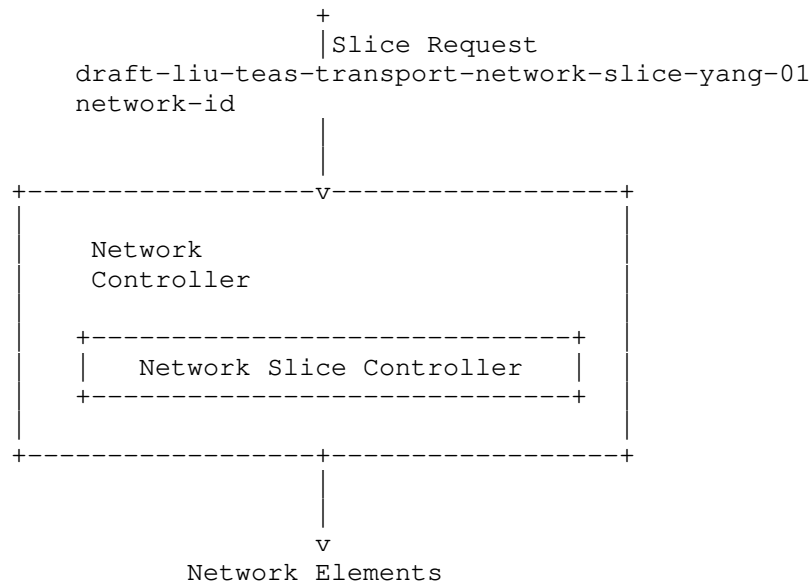 Slice Request
draft-liu-teas-transport-network-slice-yang-01
network-id
v
Network
Controller
Network Slice Controller
v
Network Elements